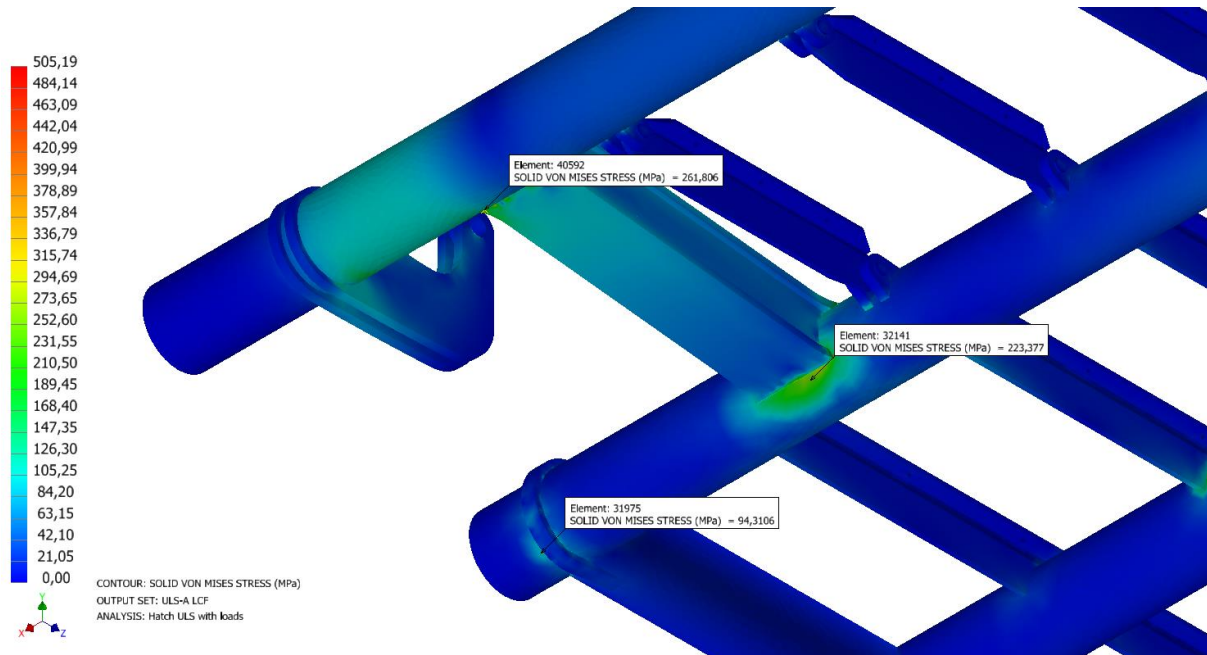 505,19
484,14
463,09
442,04
420,99
399,94
378,89
357,84
336,79
315,74
294,69
273,65
252,60
231,55
210,50
189,45
168,40
147,35
126,30
105,25
84,20
63,15
42,10
21,05
0,00
Element: 40592
SOLID VON MISES STRESS (MPa) = 261,806
Element: 32141
SOLID VON MISES STRESS (MPa) = 223,377
Element: 31975
SOLID VON MISES STRESS (MPa) = 94,3106
CONTOUR: SOLID VON MISES STRESS (MPa)
OUTPUT SET: ULS-A LCF
ANALYSIS: Hatch ULS with loads
Y
X Z